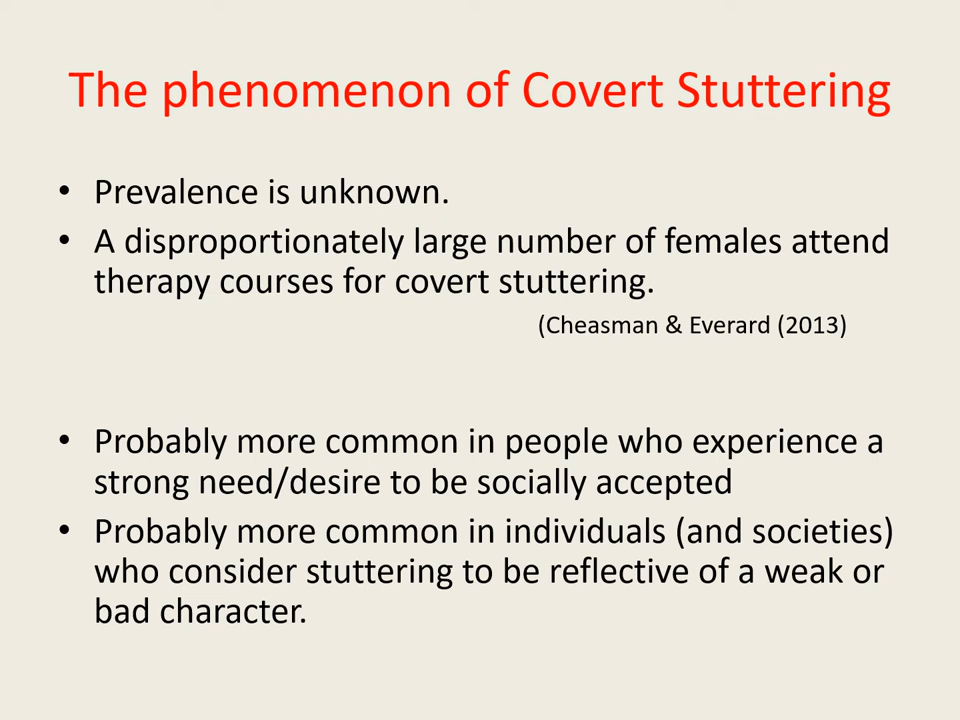 The phenomenon of Covert Stuttering
• Prevalence is unknown.
• A disproportionately large number of females attend
therapy courses for covert stuttering.
(Cheasman & Everard (2013)
• Probably more common in people who experience a
strong need/desire to be socially accepted
• Probably more common in individuals (and societies)
who consider stuttering to be reflective of a weak or
bad character.